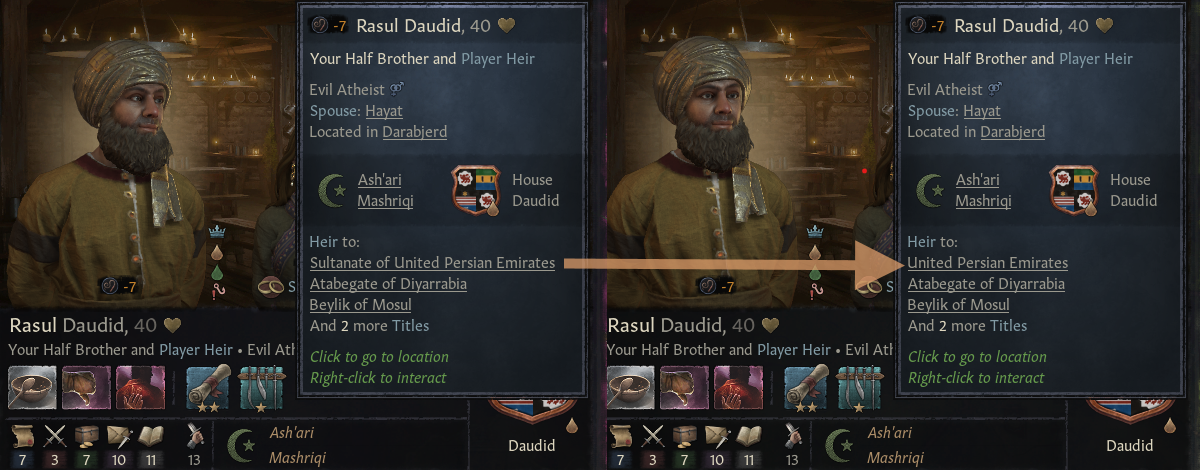 -7 Rasul Daudid, 40
Your Half Brother and Player Heir
Evil Atheist
Spouse: Hayat
Located in Darabjerd
Ash'ari
Mashriqi
House
Daudid
Heir to:
Sultanate of United Persian Emirates
Atabegate of Diyarrabia
Beylik of Mosul
And 2 more Titles
Click to go to location
Right-click to interact
-7
S
Rasul Daudid, 40
Your Half Brother and Player Heir • Evil Atl
7 3 7 10 11 13
Ash'ari
Mashriqi
Daudid
-7 Rasul Daudid, 40
Your Half Brother and Player Heir
Evil Atheist
Spouse: Hayat
Located in Darabjerd
Ash'ari
Mashriqi
House
Daudid
Heir to:
United Persian Emirates
Atabegate of Diyarrabia
Beylik of Mosul
And 2 more Titles
Click to go to location
Right-click to interact
-7
S
Rasul Daudid, 40
Your Half Brother and Player Heir • Evil Atl
7 3 7 10 11 13
Ash'ari
Mashriqi
Daudid